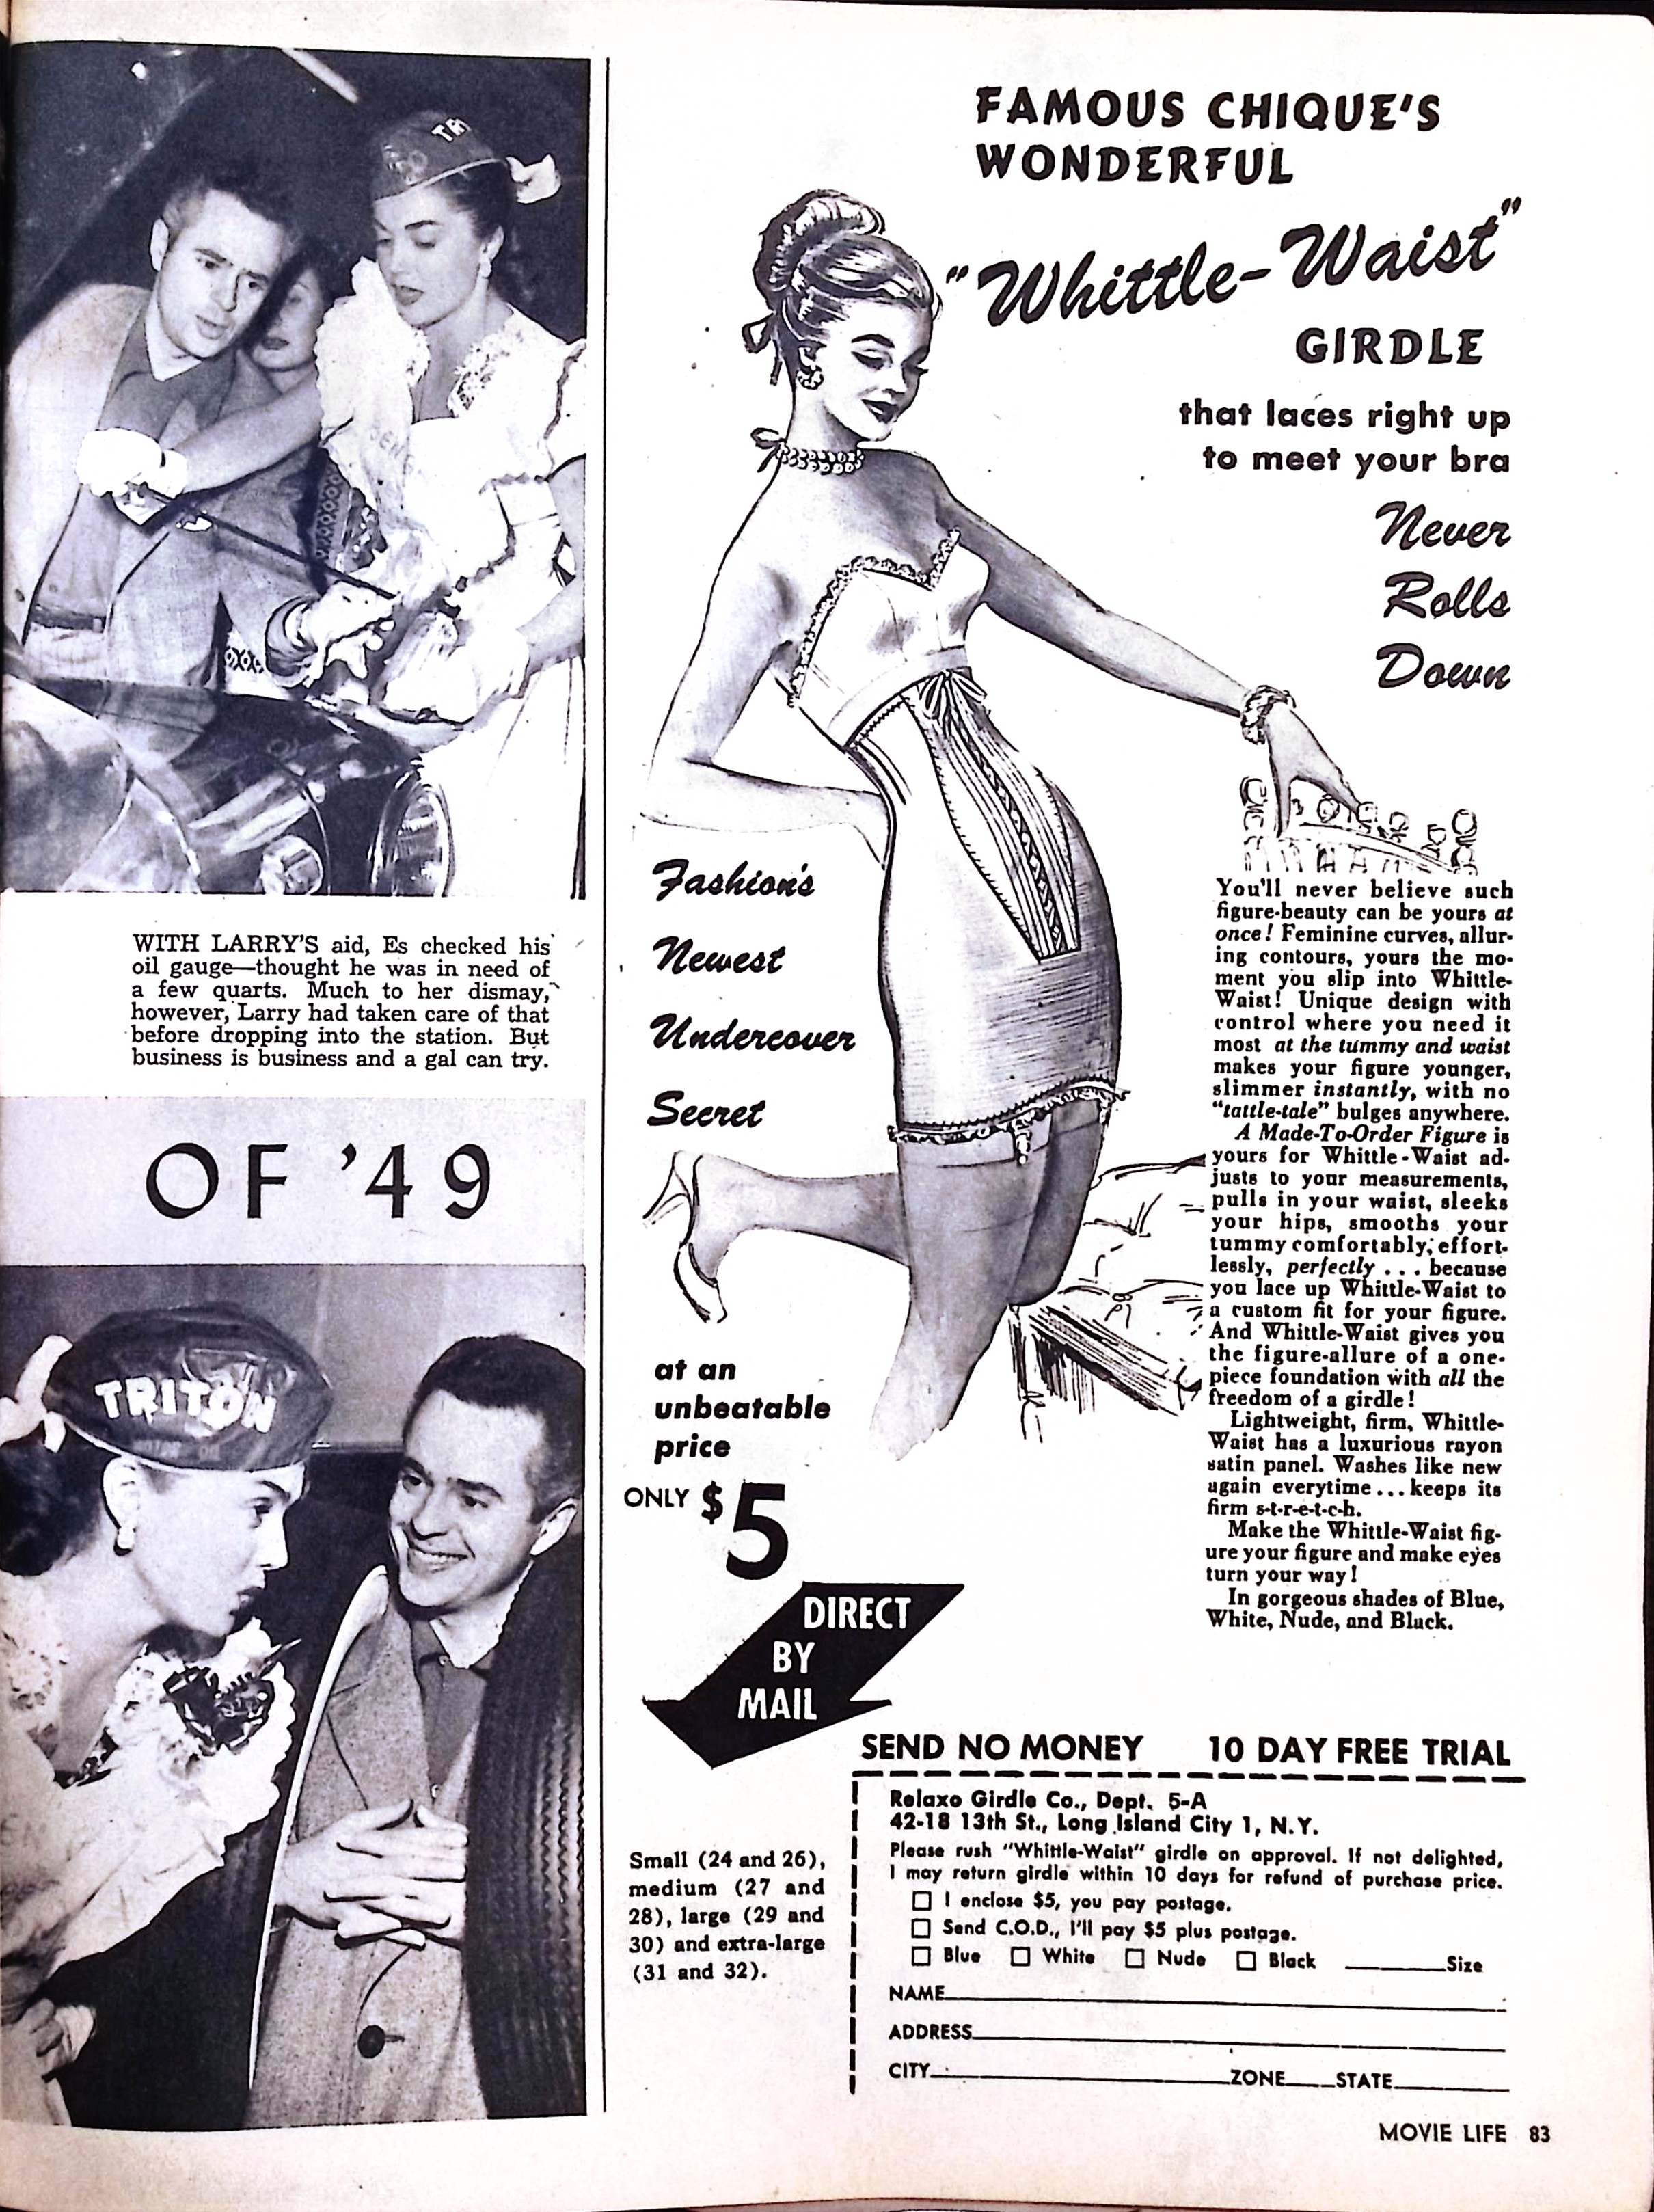 TRI
WITH LARRY'S aid, Es checked his
oil gauge—thought he was in need of
a few quarts. Much to her dismay,
however, Larry had taken care of that
before dropping into the station. But
business is business and a gal can try.
OF '49
TRITON
FAMOUS CHIQUE'S
WONDERFUL
"Whittle-Waist"
GIRDLE
that laces right up
to meet your bra
Never
Rolls
Down
Fashion's
Newest
Undercover
Secret
at an
unbeatable
price
ONLY $5
DIRECT
BY
MAIL
You'll never believe such
figure-beauty can be yours at
once! Feminine curves, allur-
ing contours, yours the mo-
ment you slip into Whittle-
Waist! Unique design with
control where you need it
most at the tummy and waist
makes your figure younger,
slimmer instantly, with no
"tattle-tale" bulges anywhere.
A Made-To-Order Figure is
yours for Whittle-Waist ad-
justs to your measurements,
pulls in your waist, sleeks
your hips, smooths your
tummy comfortably, effort-
lessly, perfectly . . . because
you lace up Whittle-Waist to
a custom fit for your figure.
And Whittle-Waist gives you
the figure-allure of a one-
piece foundation with all the
freedom of a girdle!
Lightweight, firm, Whittle-
Waist has a luxurious rayon
satin panel. Washes like new
again everytime . . . keeps its
firm s-t-r-e-t-c-h.
Make the Whittle-Waist fig-
ure your figure and make eyes
turn your way!
In gorgeous shades of Blue,
White, Nude, and Black.
SEND NO MONEY 10 DAY FREE TRIAL
Small (24 and 26),
medium (27 and
28), large (29 and
30) and extra-large
(31 and 32).
Relaxo Girdle Co., Dept. 5-A
42-18 13th St., Long Island City 1, N.Y.
Please rush "Whittle-Waist" girdle on approval. If not delighted,
I may return girdle within 10 days for refund of purchase price.
I enclose $5, you pay postage.
Send C.O.D., I'll pay $5 plus postage.
Blue White Nude Black Size
NAME
ADDRESS
CITY ZONE STATE
MOVIE LIFE 83